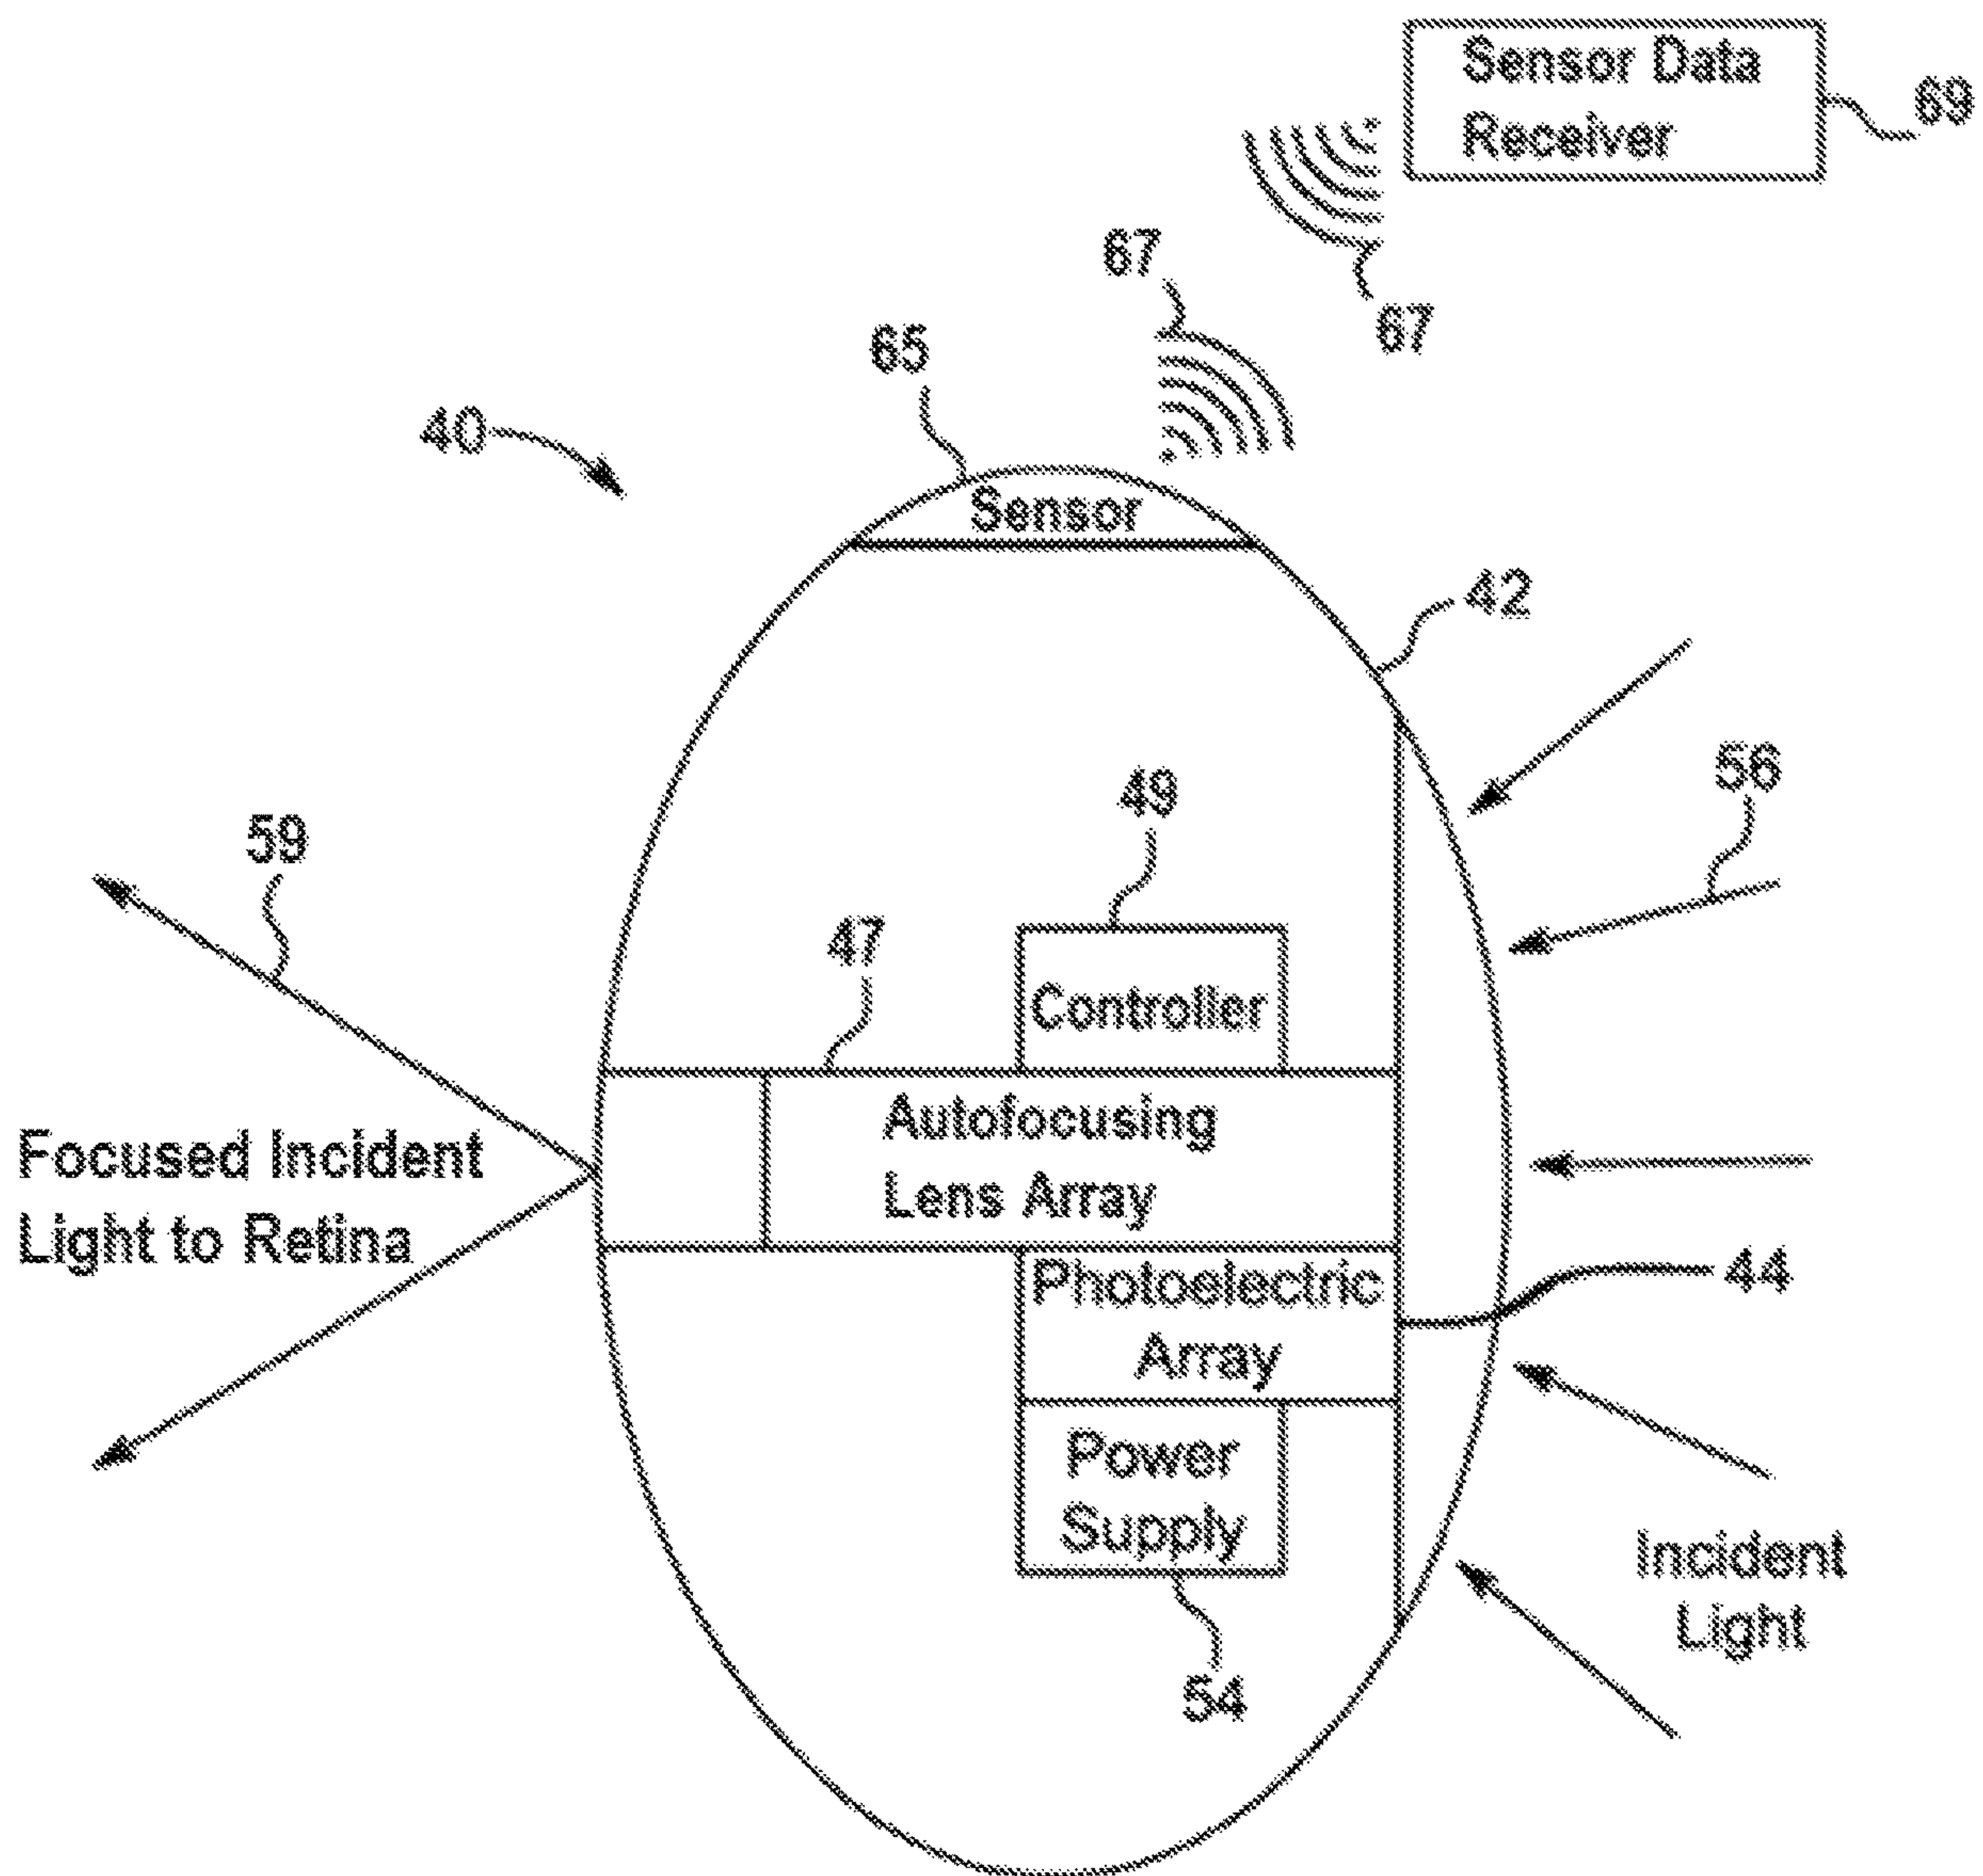 Sensor Data
Receiver
69
67
67
65
40
Sensor
42
56
49
59
47
Controller
Autofocusing
Lens Array
Focused Incident
Light to Retina
Photoelectric
Array
44
Power
Supply
Incident
Light
54